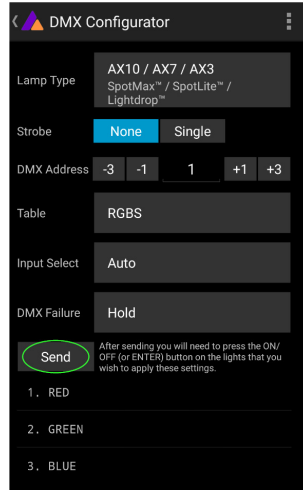 DMX Configurator
Lamp Type
AX10 / AX7 / AX3
SpotMax™ / SpotLite™ /
Lightdrop™
Strobe
None Single
DMX Address -3 -1 1 +1 +3
Table RGBS
Input Select Auto
DMX Failure Hold
Send
After sending you will need to press the ON/
OFF (or ENTER) button on the lights that you
wish to apply these settings.
1. RED
2. GREEN
3. BLUE